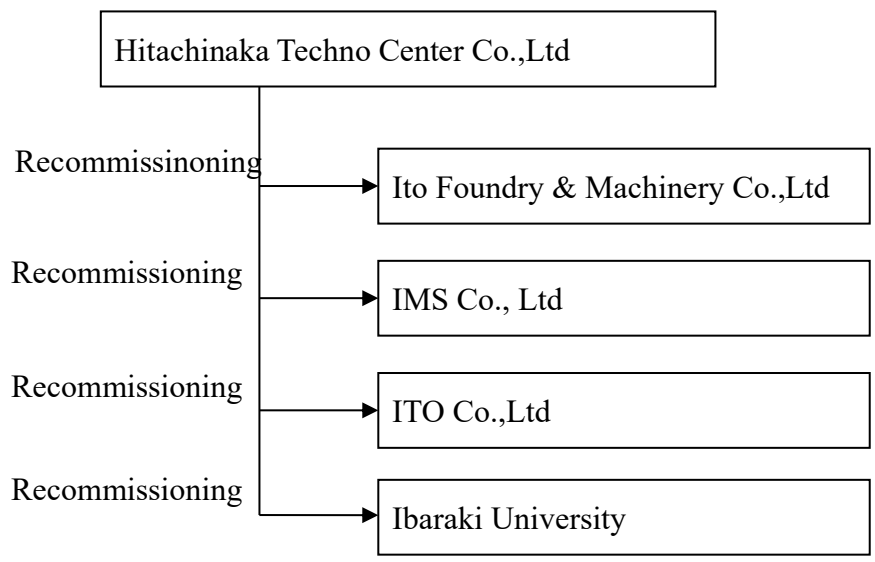 Hitachinaka Techno Center Co.,Ltd
Recommissinoning
Ito Foundry & Machinery Co.,Ltd
Recommissioning
IMS Co., Ltd
Recommissioning
ITO Co.,Ltd
Recommissioning
Ibaraki University